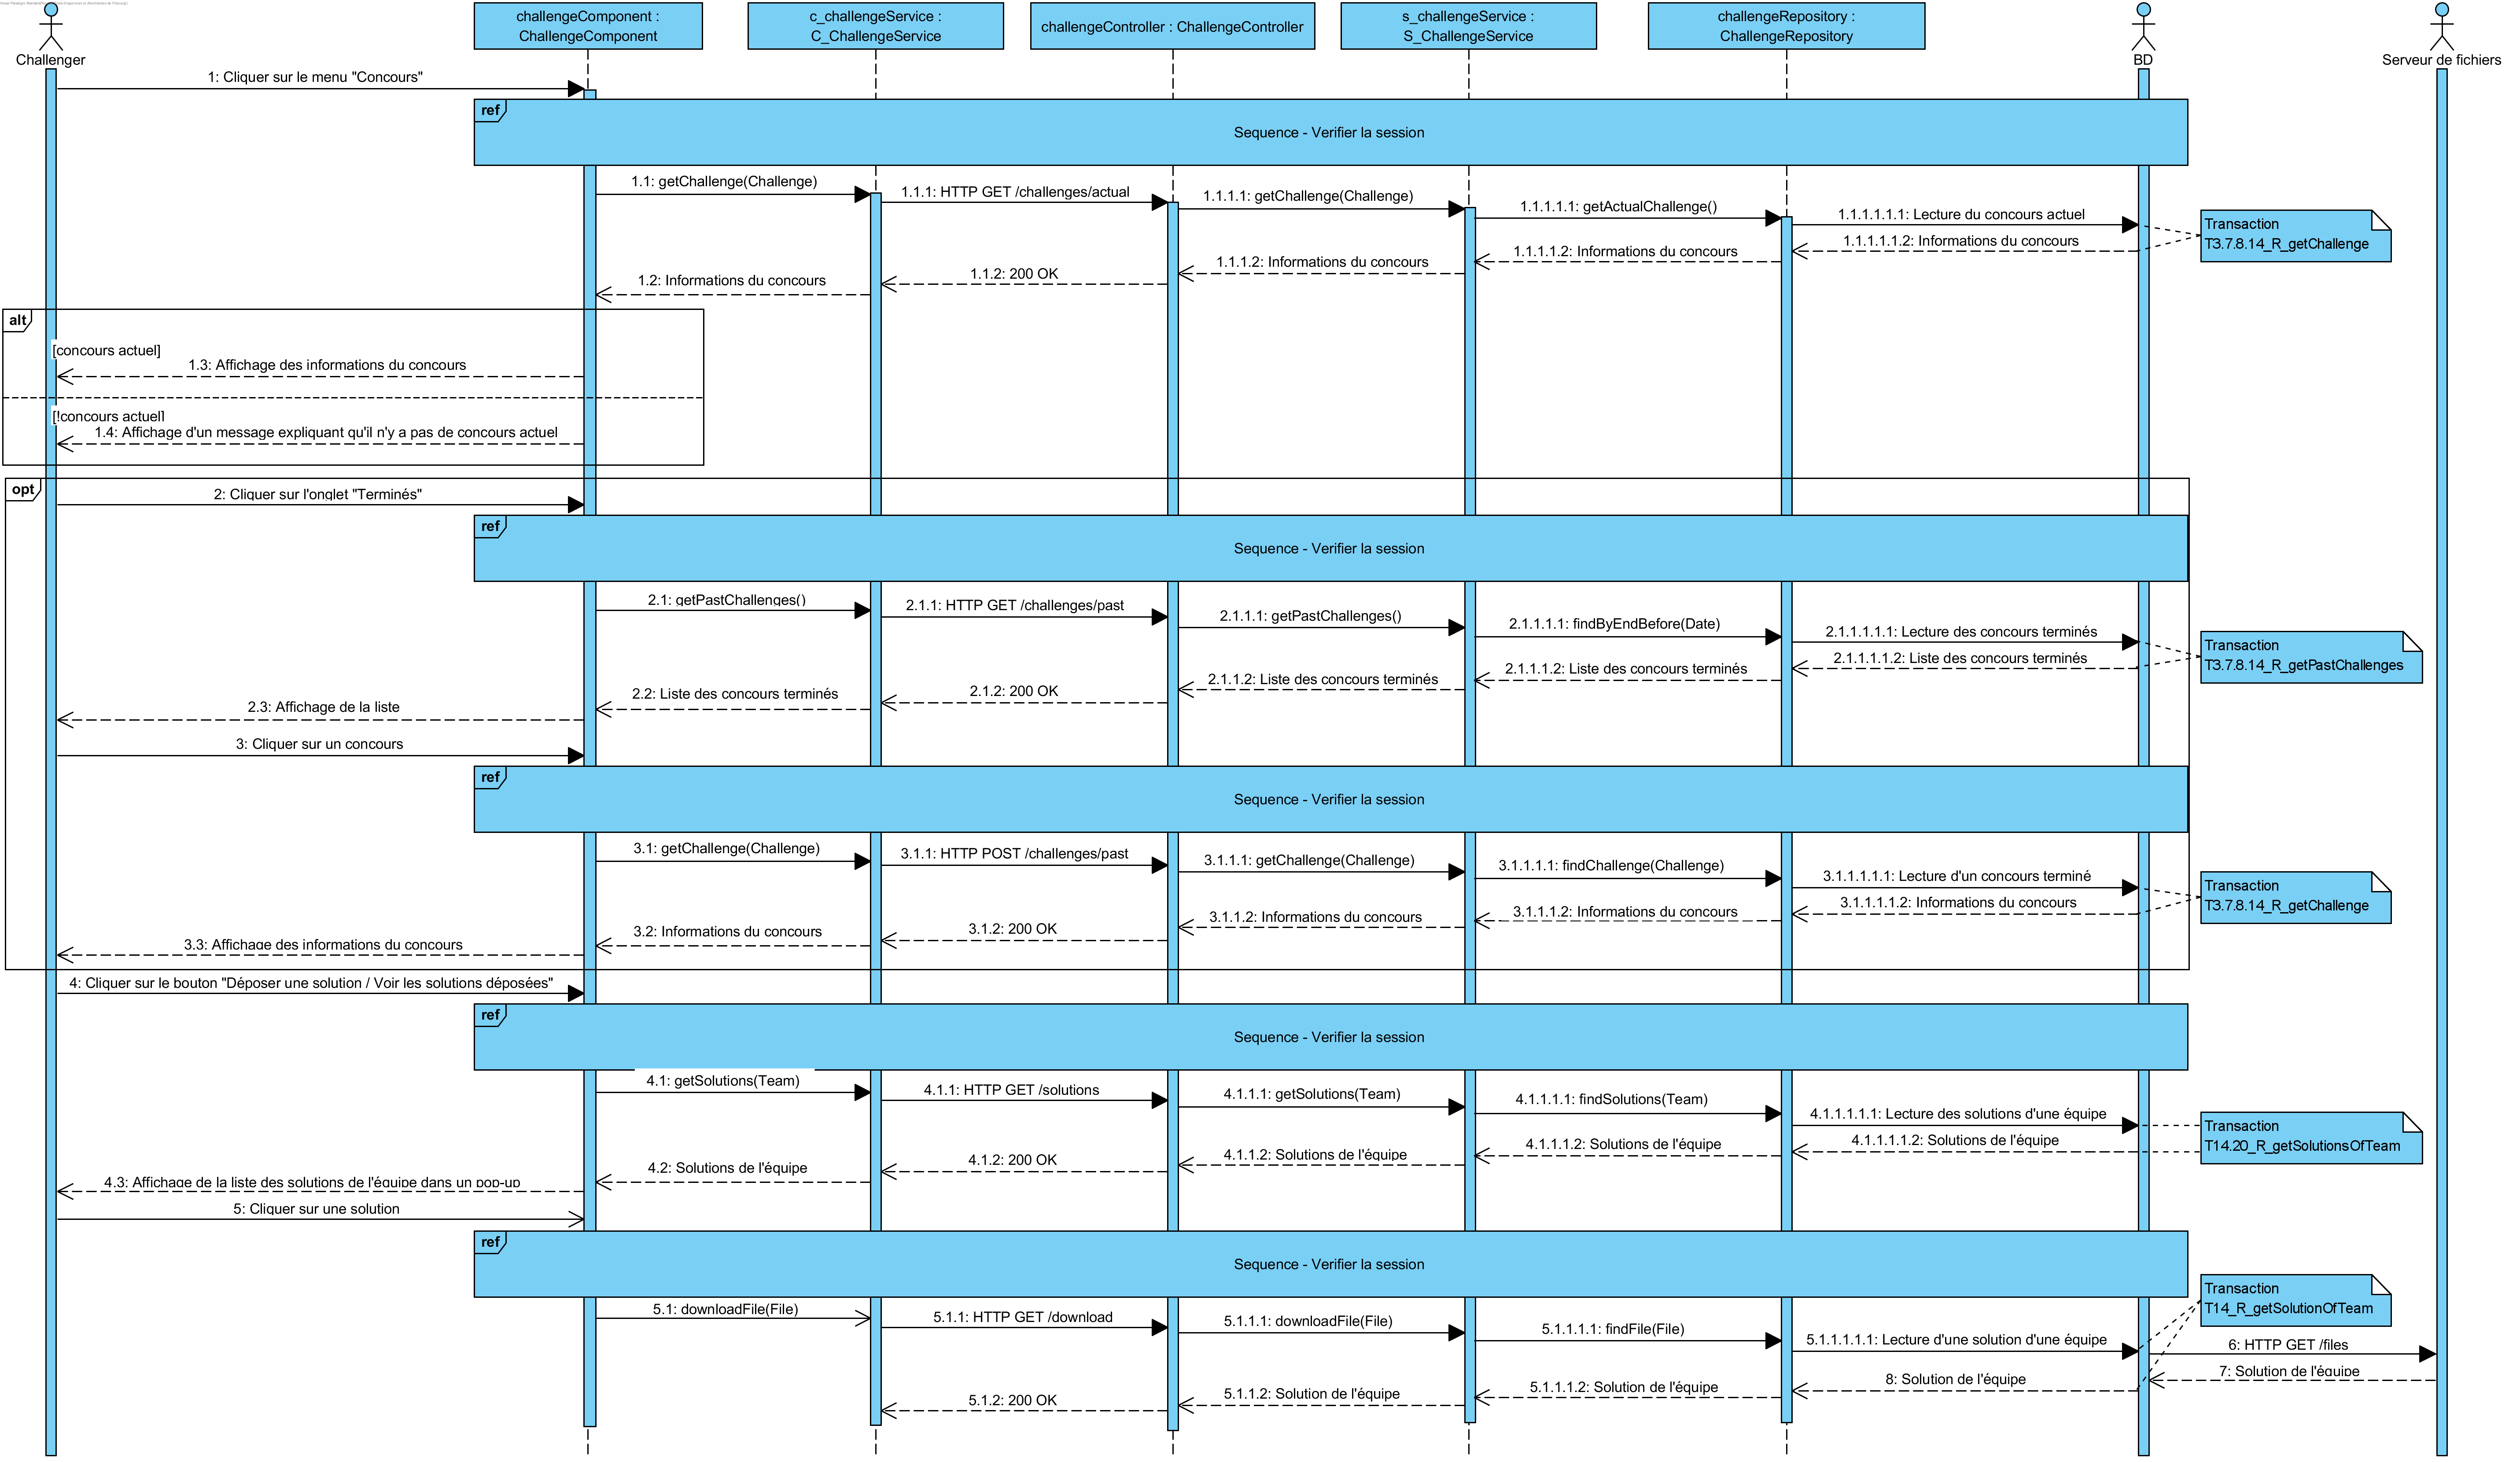 Challenger
challengeComponent :
ChallengeComponent
c_challengeService :
C_ChallengeService
challengeController : ChallengeController
s_challengeService :
S_ChallengeService
challengeRepository :
ChallengeRepository
BD
Serveur de fichiers
1: Cliquer sur le menu "Concours"
ref
Sequence - Verifier la session
1.1: getChallenge(Challenge)
1.1.1: HTTP GET /challenges/actual
1.1.1.1: getChallenge(Challenge)
1.1.1.1.1: getActualChallenge()
1.1.1.1.1.1: Lecture du concours actuel
Transaction
T3.7.8.14_R_getChallenge
1.1.1.1.1.2: Informations du concours
1.1.1.1.2: Informations du concours
1.1.1.2: Informations du concours
1.1.2: 200 OK
1.2: Informations du concours
alt
[concours actuel]
1.3: Affichage des informations du concours
[!concours actuel]
1.4: Affichage d'un message expliquant qu'il n'y a pas de concours actuel
opt
2: Cliquer sur l'onglet "Terminés"
ref
Sequence - Verifier la session
2.1: getPastChallenges()
2.1.1: HTTP GET /challenges/past
2.1.1.1: getPastChallenges()
2.1.1.1.1: findByEndBefore(Date)
2.1.1.1.1.1: Lecture des concours terminés
Transaction
T3.7.8.14_R_getPastChallenges
2.1.1.1.1.2: Liste des concours terminés
2.1.1.1.2: Liste des concours terminés
2.1.1.2: Liste des concours terminés
2.1.2: 200 OK
2.2: Liste des concours terminés
2.3: Affichage de la liste
3: Cliquer sur un concours
ref
Sequence - Verifier la session
3.1: getChallenge(Challenge)
3.1.1: HTTP POST /challenges/past
3.1.1.1: getChallenge(Challenge)
3.1.1.1.1: findChallenge(Challenge)
3.1.1.1.1.1: Lecture d'un concours terminé
Transaction
T3.7.8.14_R_getChallenge
3.1.1.1.1.2: Informations du concours
3.1.1.1.2: Informations du concours
3.1.1.2: Informations du concours
3.1.2: 200 OK
3.2: Informations du concours
3.3: Affichage des informations du concours
4: Cliquer sur le bouton "Déposer une solution / Voir les solutions déposées"
ref
Sequence - Verifier la session
4.1: getSolutions(Team)
4.1.1: HTTP GET /solutions
4.1.1.1: getSolutions(Team)
4.1.1.1.1: findSolutions(Team)
4.1.1.1.1.1: Lecture des solutions d'une équipe
Transaction
T14.20_R_getSolutionsOfTeam
4.1.1.1.1.2: Solutions de l'équipe
4.1.1.1.2: Solutions de l'équipe
4.1.1.2: Solutions de l'équipe
4.1.2: 200 OK
4.2: Solutions de l'équipe
4.3: Affichage de la liste des solutions de l'équipe dans un pop-up
5: Cliquer sur une solution
ref
Sequence - Verifier la session
5.1: downloadFile(File)
5.1.1: HTTP GET /download
5.1.1.1: downloadFile(File)
5.1.1.1.1: findFile(File)
5.1.1.1.1.1: Lecture d'une solution d'une équipe
Transaction
T14_R_getSolutionOfTeam
6: HTTP GET /files
7: Solution de l'équipe
8: Solution de l'équipe
5.1.1.1.2: Solution de l'équipe
5.1.1.2: Solution de l'équipe
5.1.2: 200 OK